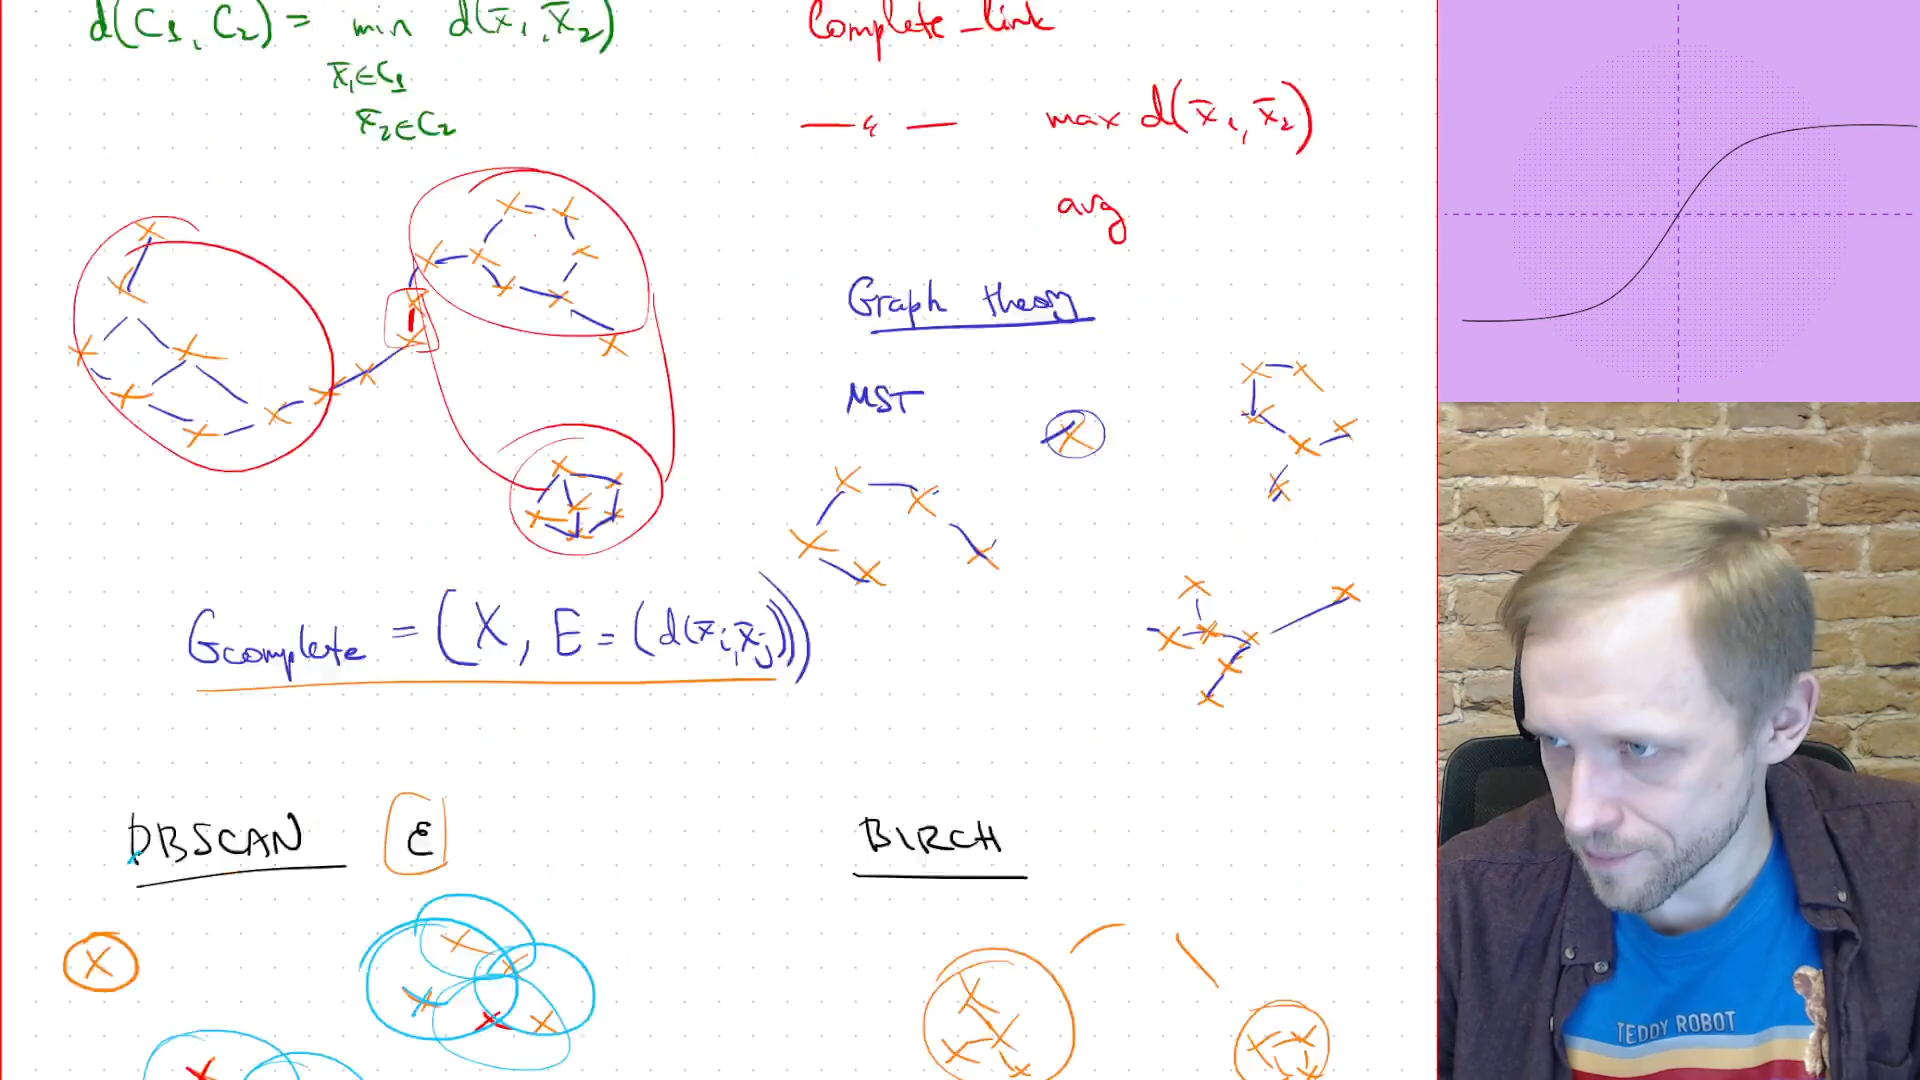 d(C₁, C₂) = min d(x̄₁, x̄₂)
x̄₁∈C₁
x̄₂∈C₂
Complete_link
—"— max d(x̄₁, x̄₂)
avg
Graph theory
MST
Gcomplete = (X, E = (d(x̄i, x̄j)))
DBSCAN ε
BIRCH
TEDDY ROBOT